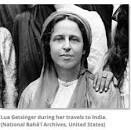 Lua Getsinger during her travels to India.
(National Bahá'í Archives, United States)